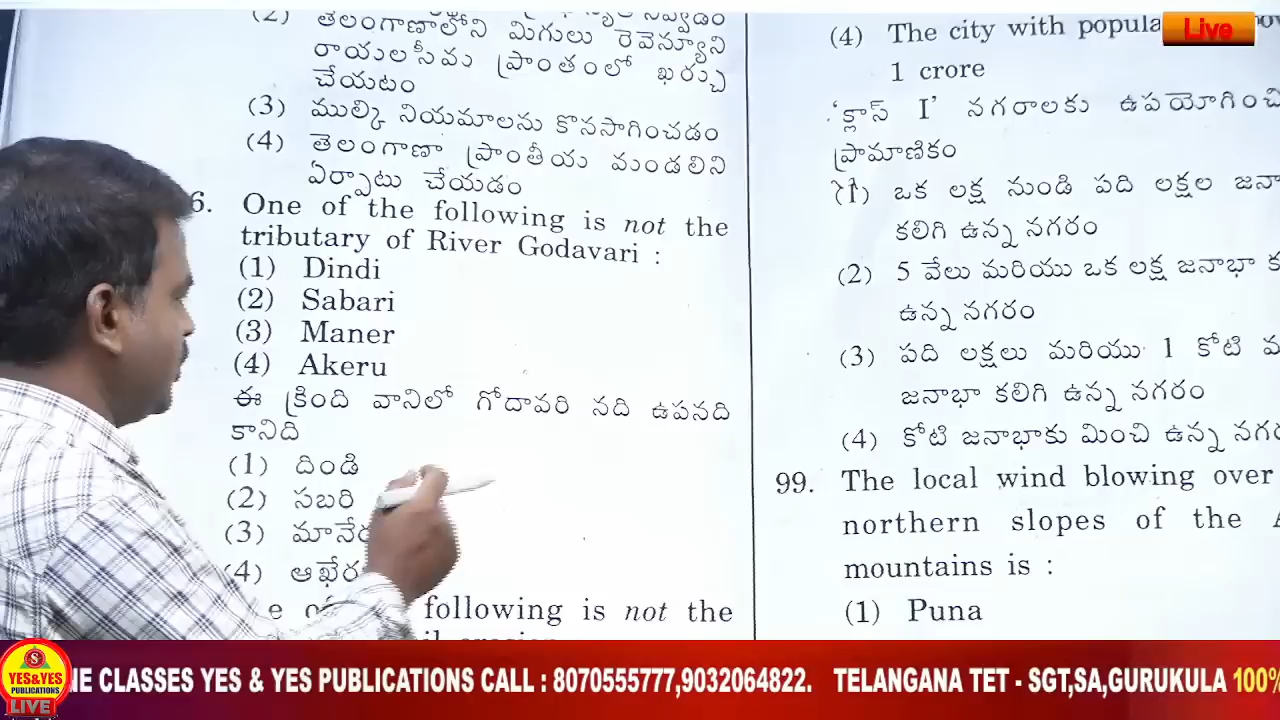 (2) తెలంగాణాలోని మిగులు రెవెన్యూని
రాయలసీమ ప్రాంతంలో ఖర్చు
చేయటం
(3) ముల్కి నియమాలను కొనసాగించడం
(4) తెలంగాణా ప్రాంతీయ మండలిని
ఏర్పాటు చేయడం
6. One of the following is not the
tributary of River Godavari :
(1) Dindi
(2) Sabari
(3) Maner
(4) Akeru
ఈ క్రింది వానిలో గోదావరి నది ఉపనది
కానిది
(1) దిండి
(2) సబరి
(3)
(4)
following is not the
(4) The city with
1 crore
'క్లాస్ I' నగరాలకు
ప్రామాణికం
(1) ఒక లక్ష నుండి పది లక్షల
కలిగి ఉన్న నగరం
(2) 5 వేలు మరియు ఒక లక్ష జనాభా
ఉన్న నగరం
(3) పది లక్షలు మరియు 1 కోటి
జనాభా కలిగి ఉన్న నగరం
(4) కోటి జనాభాకు మించి ఉన్న
99. The local wind blowing over
northern slopes of the
mountains is :
(1) Puna
Live
YES&YES
PUBLICATIONS
LIVE
NE CLASSES YES & YES PUBLICATIONS CALL : 8070555777,9032064822. TELANGANA TET - SGT,SA,GURUKULA 100%